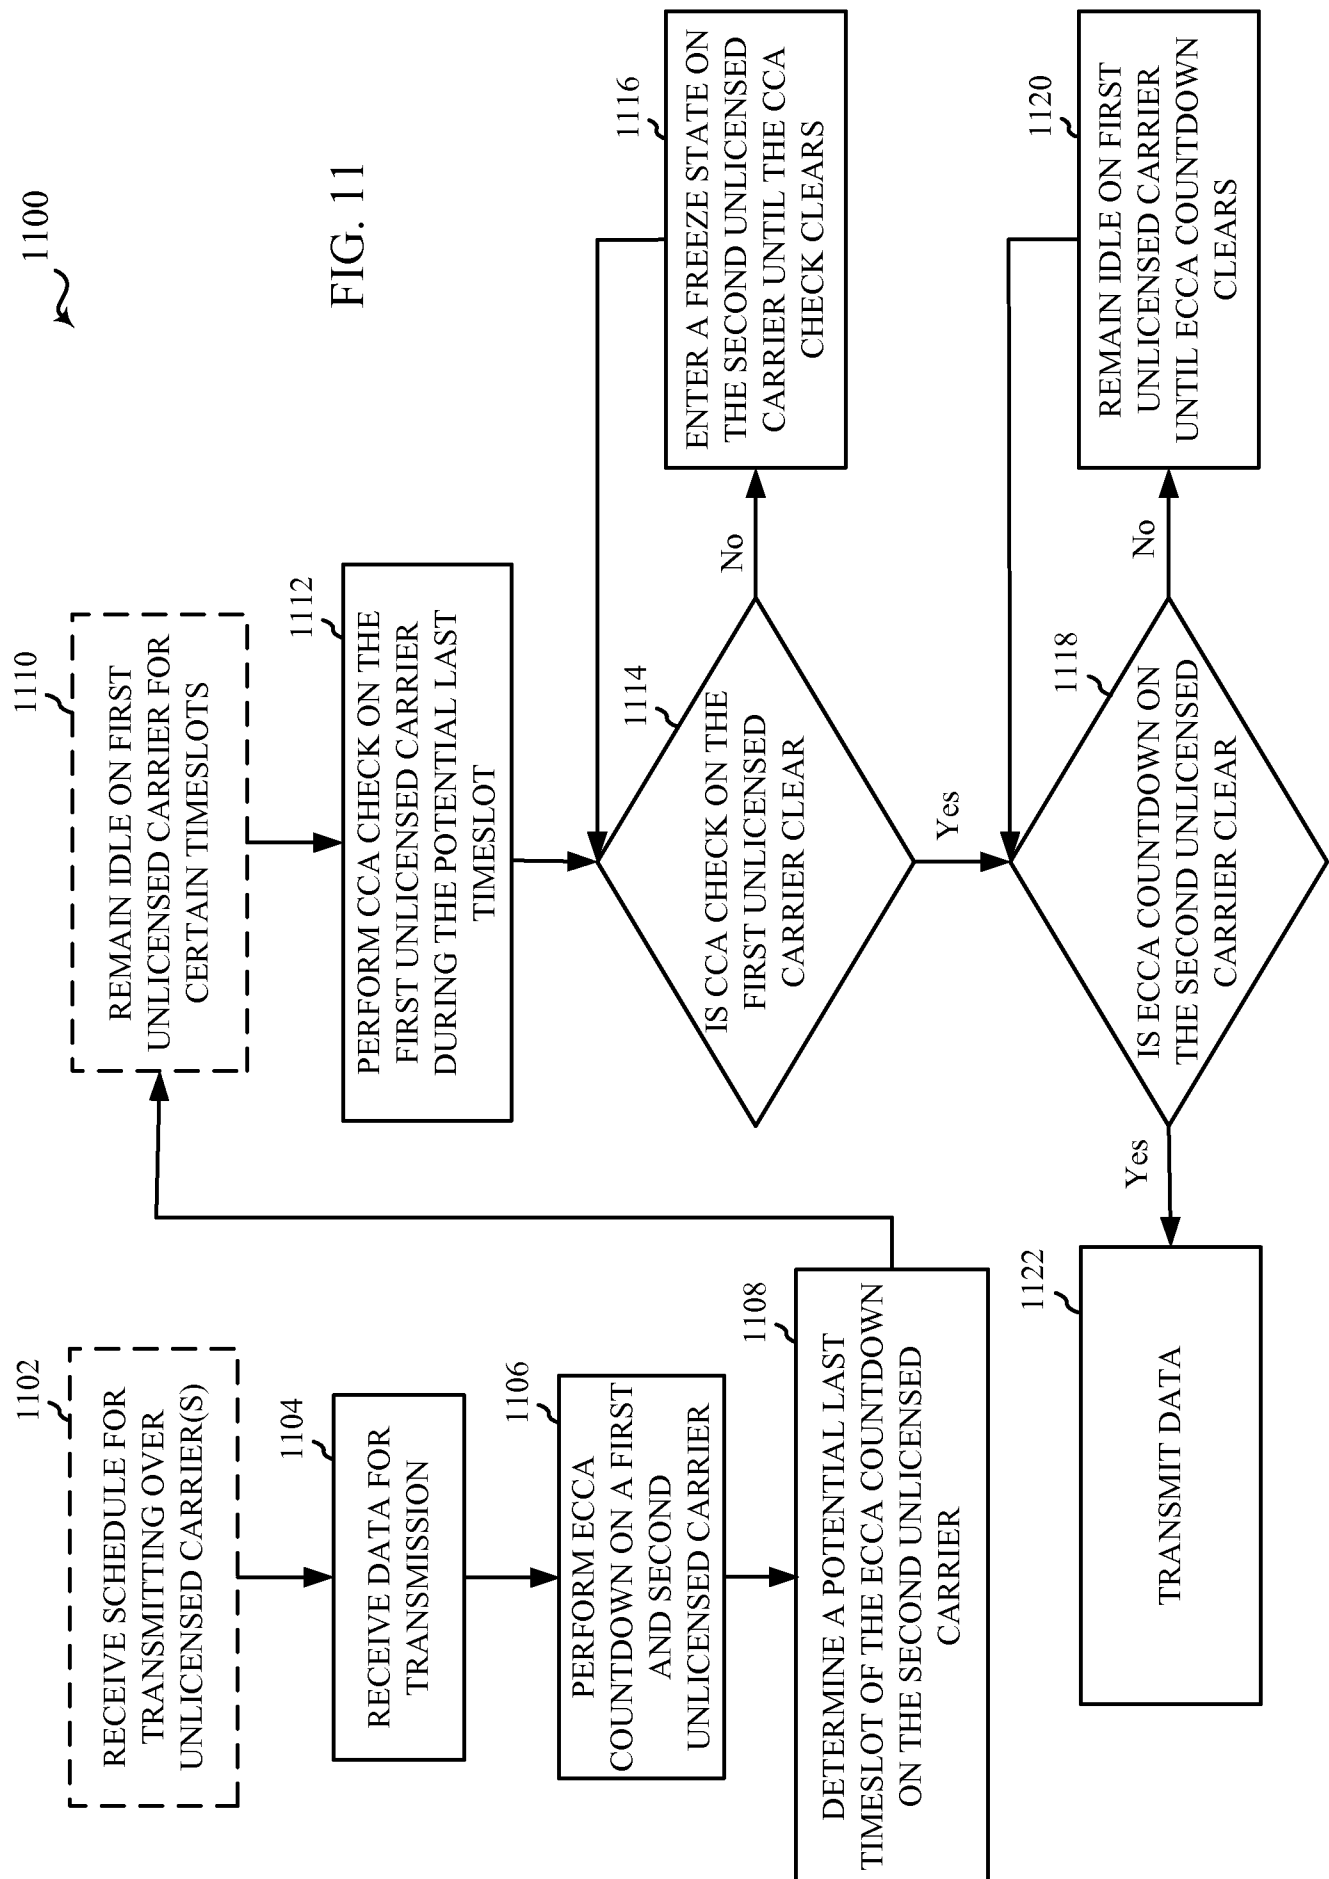 1100
FIG. 11
1102
RECEIVE SCHEDULE FOR
TRANSMITTING OVER
UNLICENSED CARRIER(S)
1104
RECEIVE DATA FOR
TRANSMISSION
1106
PERFORM ECCA
COUNTDOWN ON A FIRST
AND SECOND
UNLICENSED CARRIER
1108
DETERMINE A POTENTIAL LAST
TIMESLOT OF THE ECCA COUNTDOWN
ON THE SECOND UNLICENSED
CARRIER
1110
REMAIN IDLE ON FIRST
UNLICENSED CARRIER FOR
CERTAIN TIMESLOTS
1112
PERFORM CCA CHECK ON THE
FIRST UNLICENSED CARRIER
DURING THE POTENTIAL LAST
TIMESLOT
1114
IS CCA CHECK ON THE
FIRST UNLICENSED
CARRIER CLEAR
No
Yes
1116
ENTER A FREEZE STATE ON
THE SECOND UNLICENSED
CARRIER UNTIL THE CCA
CHECK CLEARS
1118
IS ECCA COUNTDOWN ON
THE SECOND UNLICENSED
CARRIER CLEAR
No
Yes
1120
REMAIN IDLE ON FIRST
UNLICENSED CARRIER
UNTIL ECCA COUNTDOWN
CLEARS
1122
TRANSMIT DATA